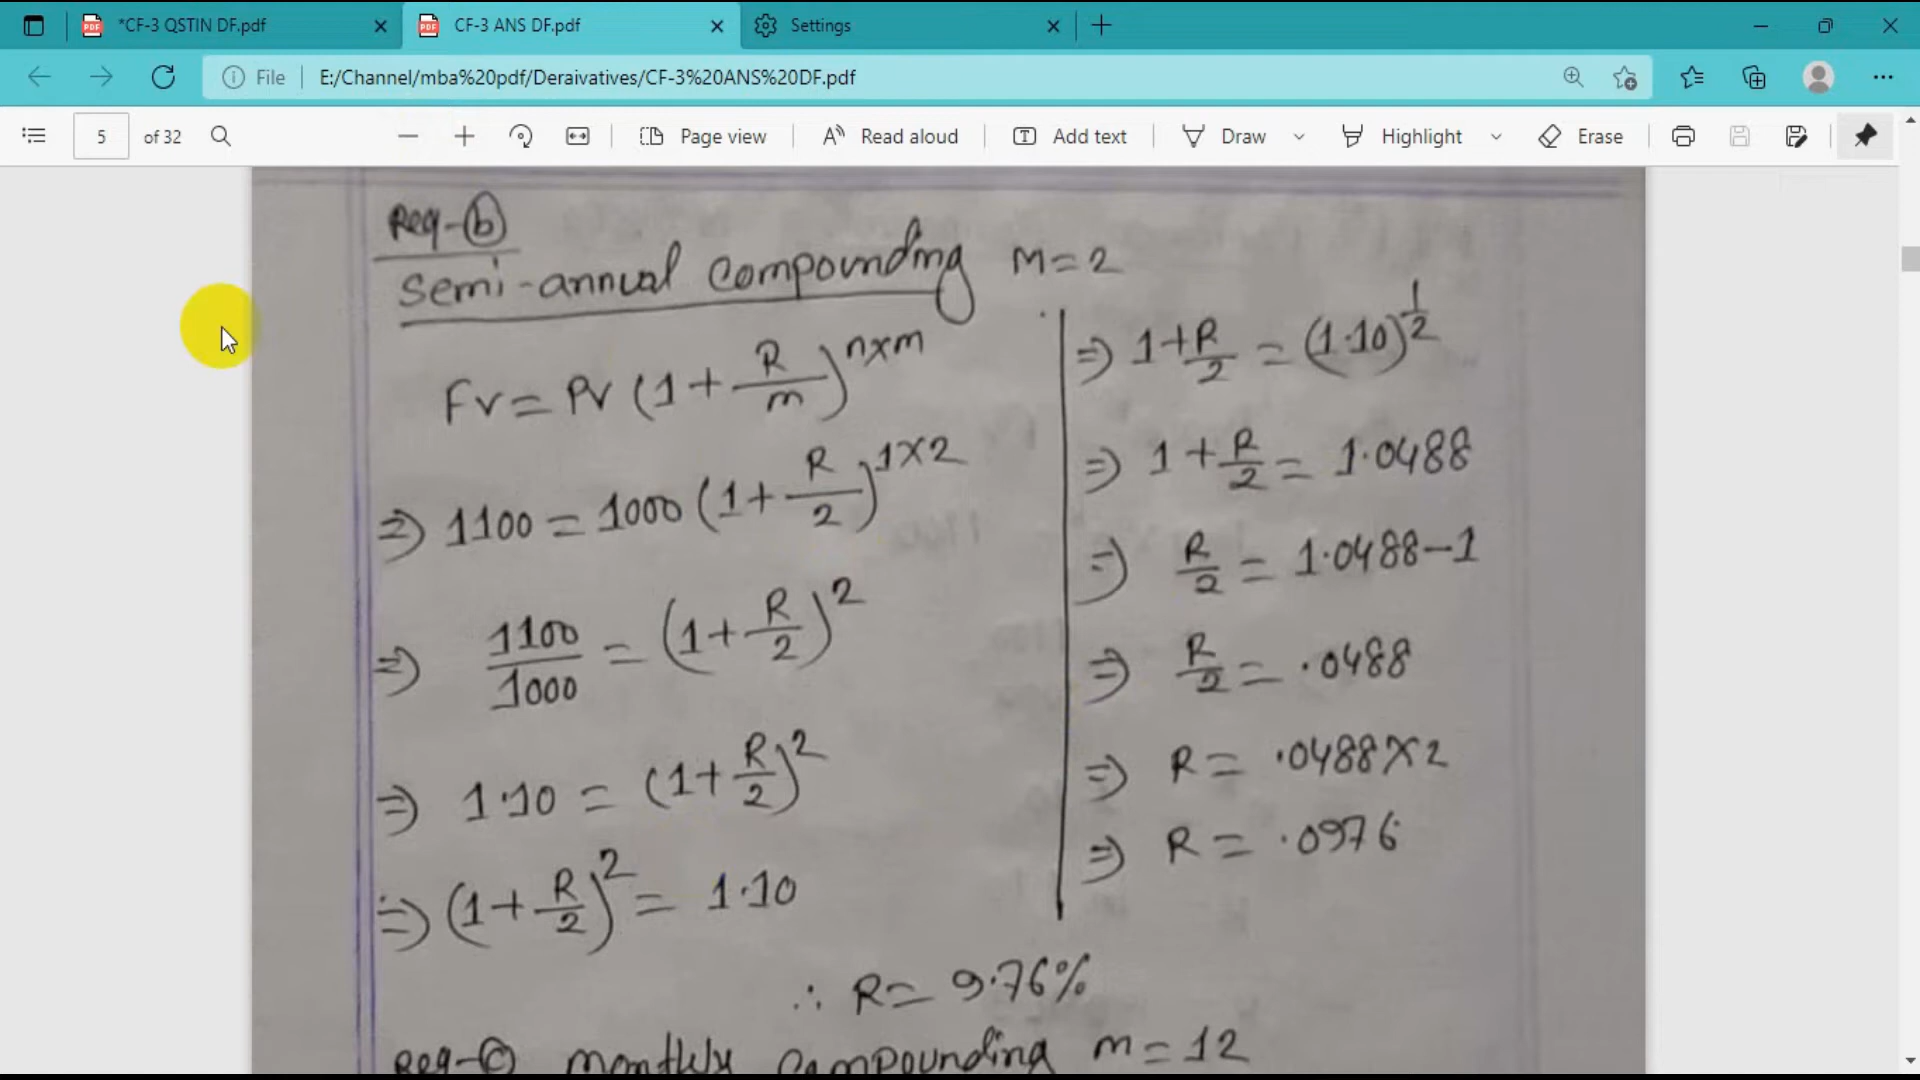 *CF-3 QSTIN DF.pdf
CF-3 ANS DF.pdf
Settings
File
E:/Channel/mba%20pdf/Deraivatives/CF-3%20ANS%20DF.pdf
5 of 32
Page view
Read aloud
Add text
Draw
Highlight
Erase
Req-(b)
Semi-annual compounding m=2
Fv = Pv (1+R/m)^n×m
⇒ 1100 = 1000 (1+R/2)^1×2
⇒ 1100/1000 = (1+R/2)^2
⇒ 1.10 = (1+R/2)^2
⇒ (1+R/2)^2 = 1.10
⇒ 1+R/2 = (1.10)^1/2
⇒ 1+R/2 = 1.0488
⇒ R/2 = 1.0488-1
⇒ R/2 = .0488
⇒ R = .0488×2
⇒ R = .0976
∴ R = 9.76%
Req-(c) monthly compounding m=12